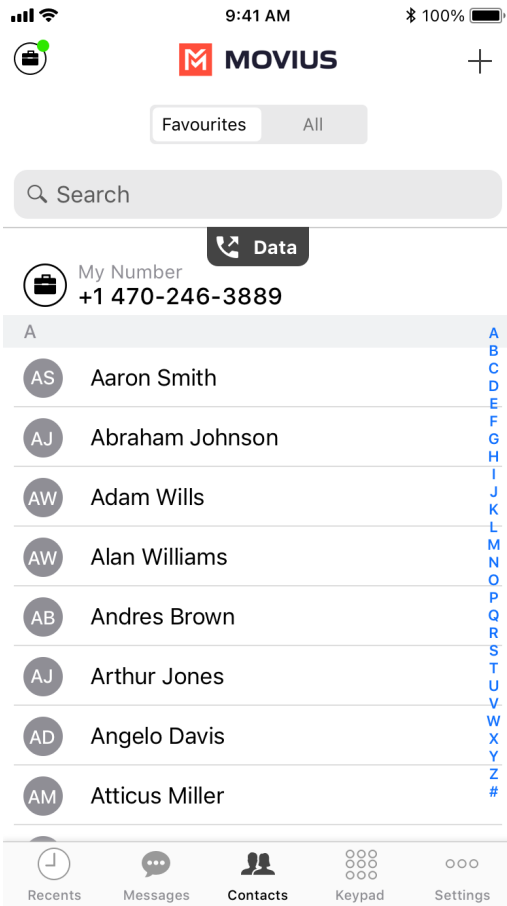 9:41 AM
100%
MOVIUS
Favourites
All
Search
Data
My Number
+1 470-246-3889
A
AS Aaron Smith
AJ Abraham Johnson
AW Adam Wills
AW Alan Williams
AB Andres Brown
AJ Arthur Jones
AD Angelo Davis
AM Atticus Miller
A
B
C
D
E
F
G
H
I
J
K
L
M
N
O
P
Q
R
S
T
U
V
W
X
Y
Z
#
Recents
Messages
Contacts
Keypad
Settings